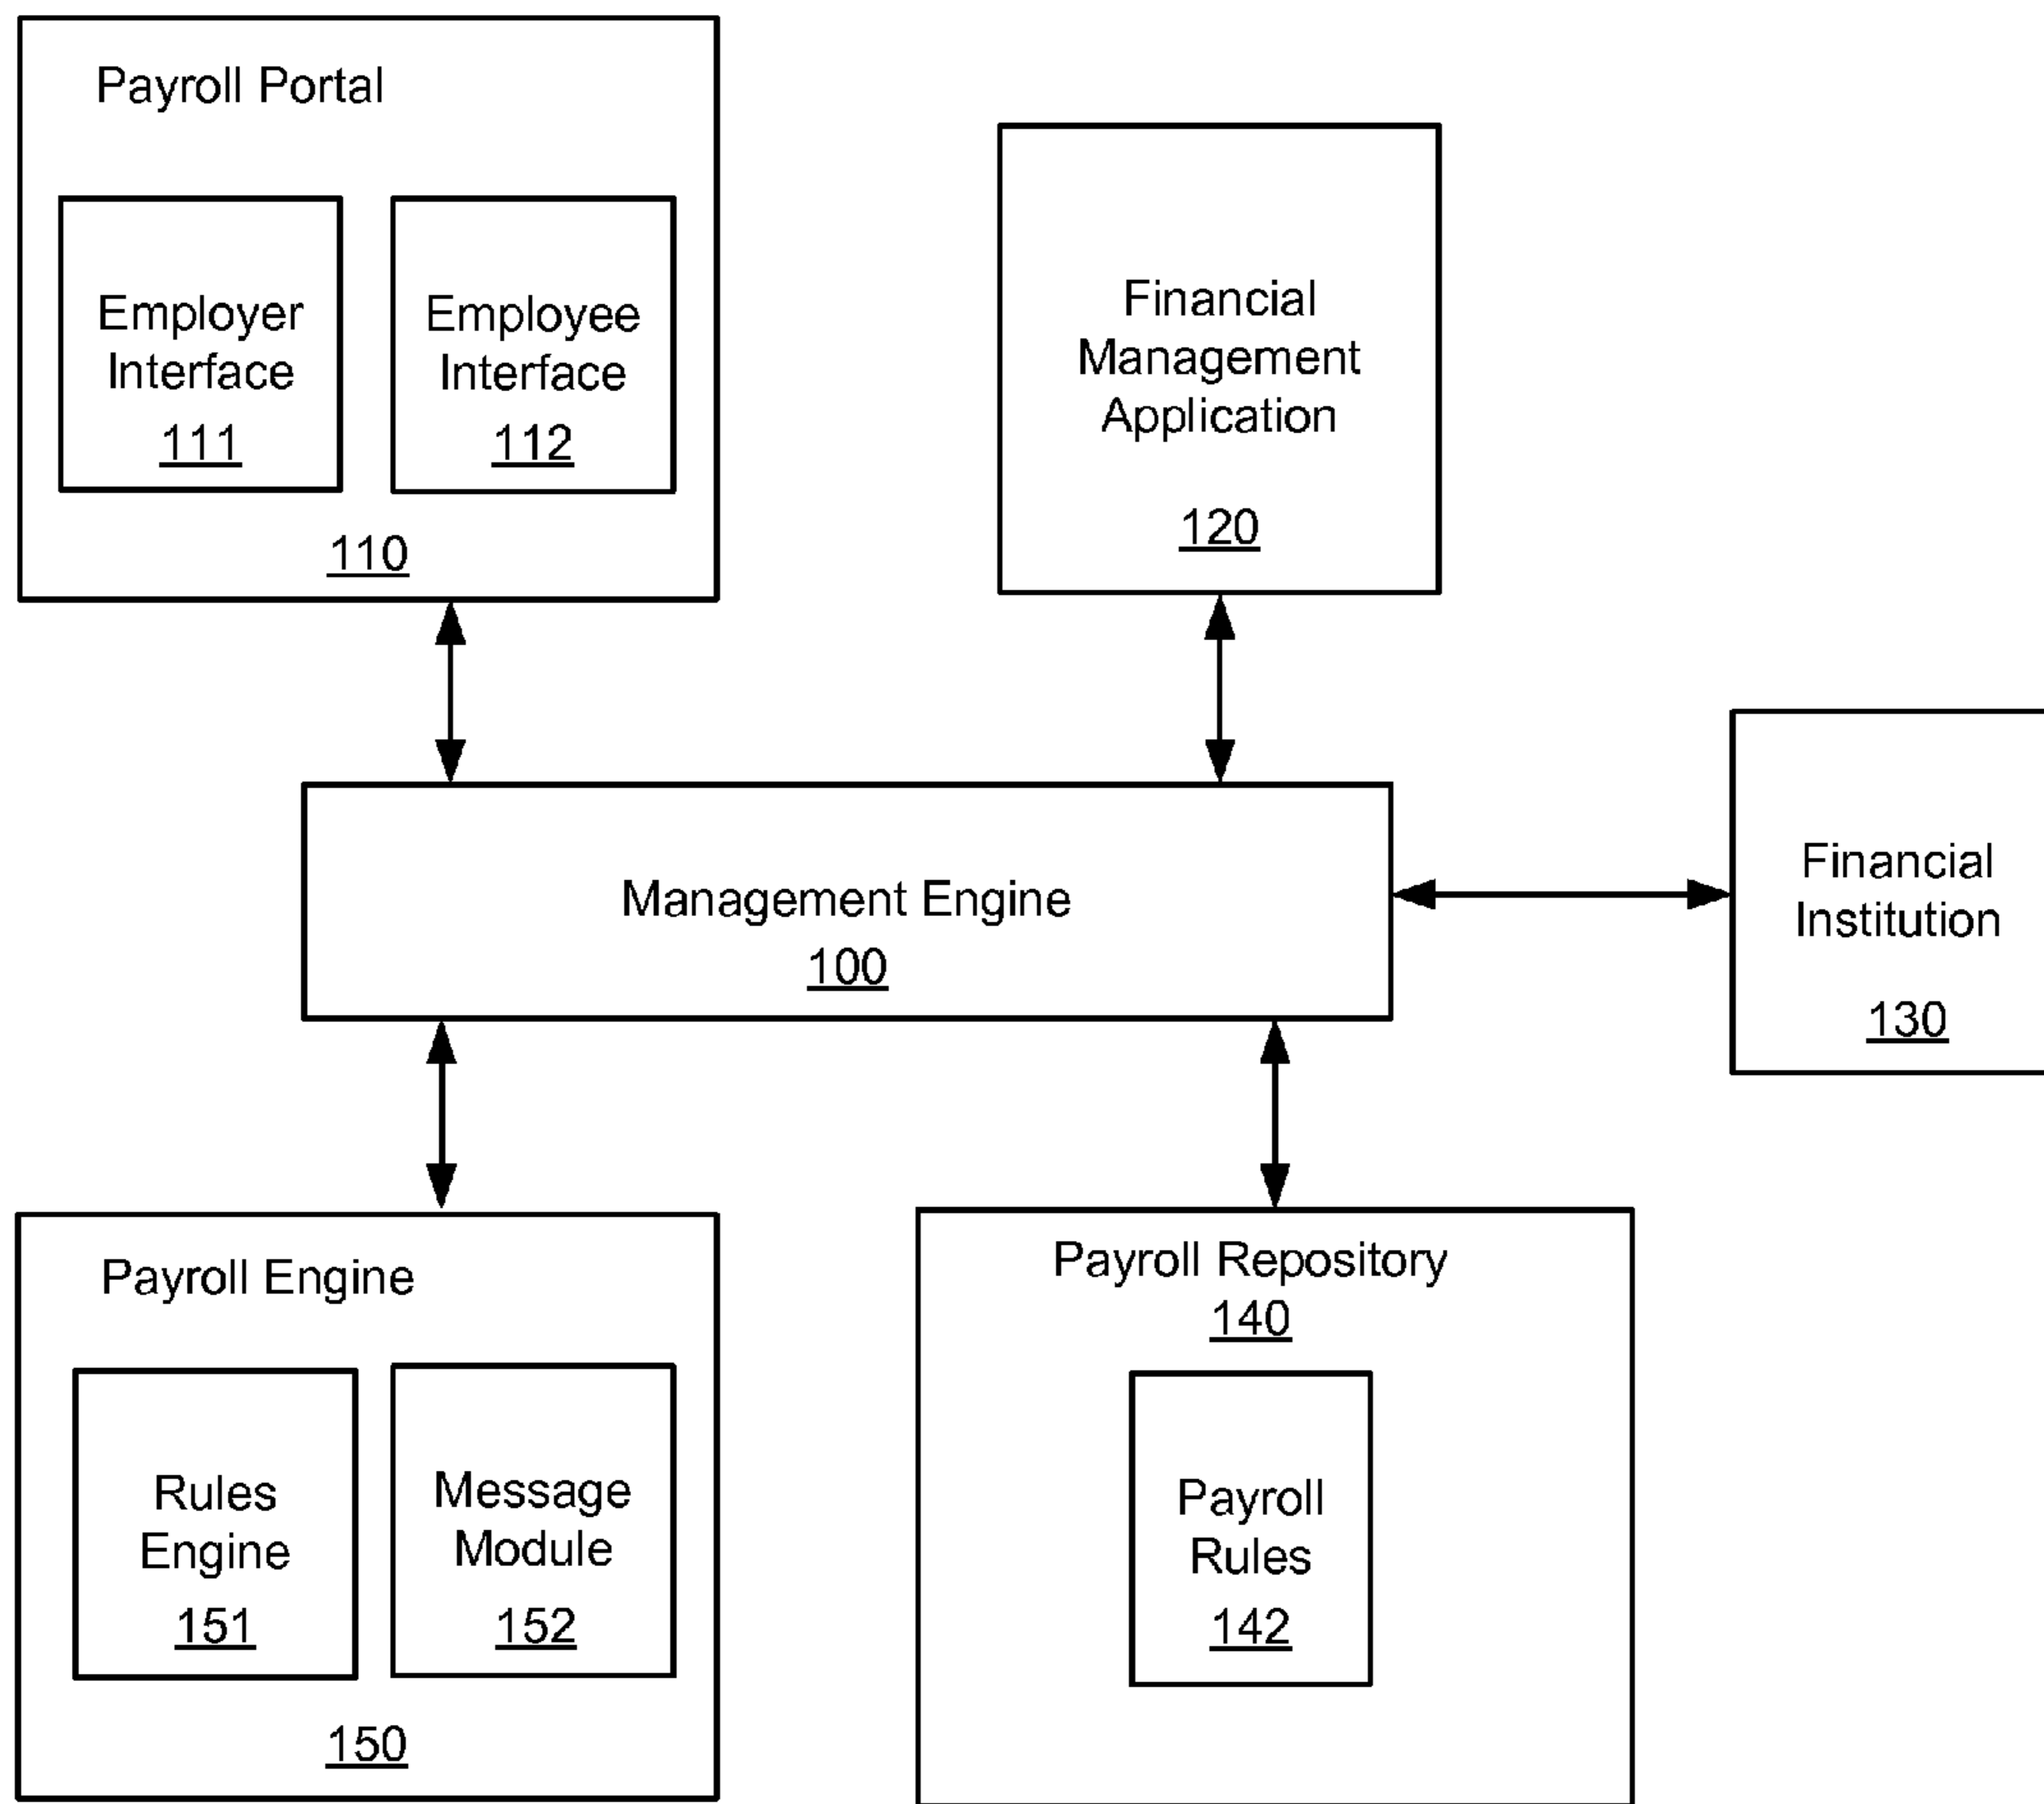 Payroll Portal
Employer
Interface
111
Employee
Interface
112
110
Financial
Management
Application
120
Management Engine
100
Financial
Institution
130
Payroll Engine
Rules
Engine
151
Message
Module
152
150
Payroll Repository
140
Payroll
Rules
142